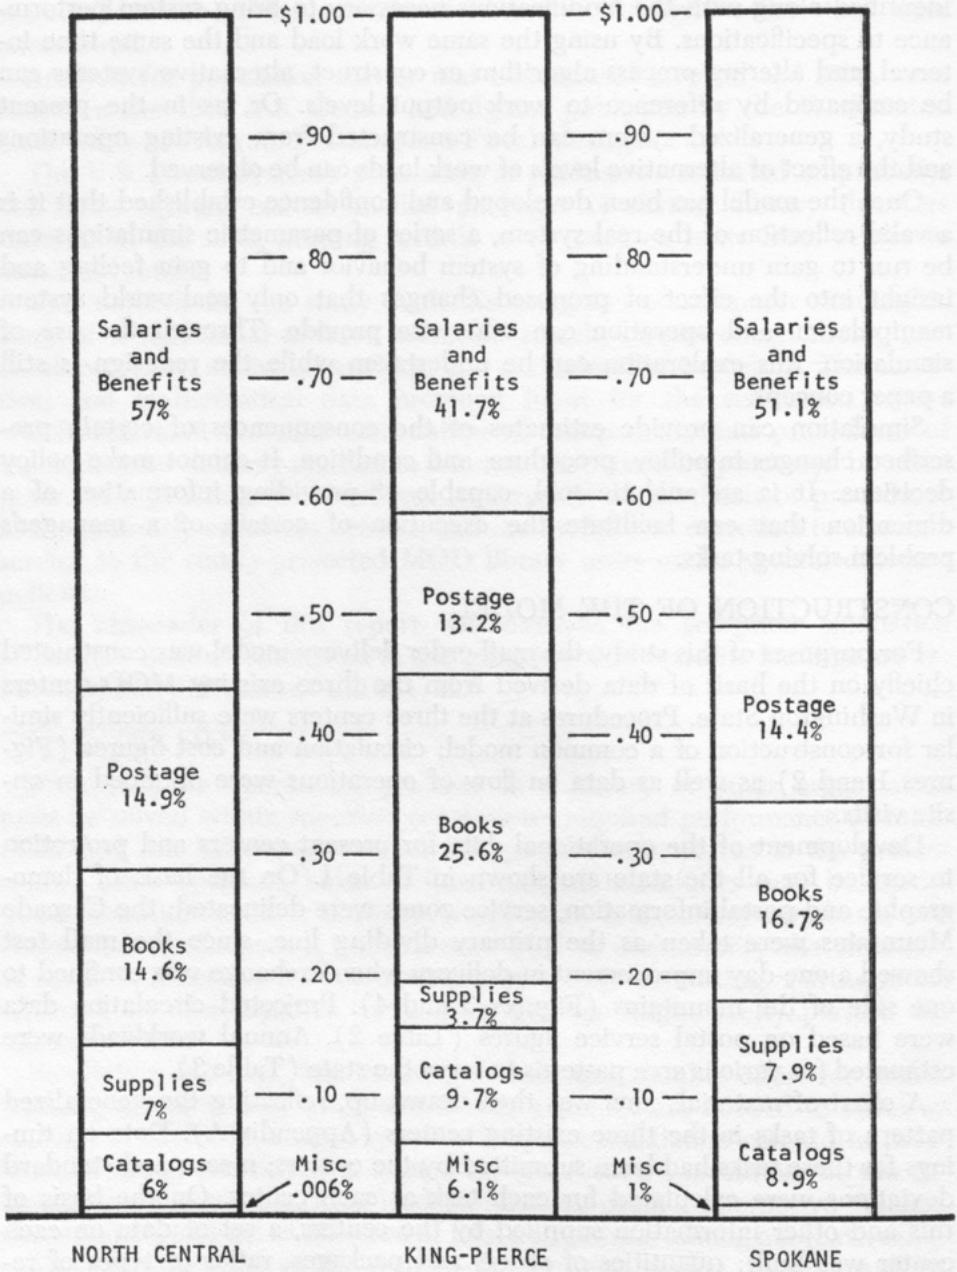 $1.00
.90
.80
.70
.60
.50
.40
.30
.20
.10
$1.00
.90
.80
.70
.60
.50
.40
.30
.20
.10
Salaries
and
Benefits
57%
Postage
14.9%
Books
14.6%
Supplies
7%
Catalogs
6%
Misc
.006%
NORTH CENTRAL
Salaries
and
Benefits
41.7%
Postage
13.2%
Books
25.6%
Supplies
3.7%
Catalogs
9.7%
Misc
6.1%
KING-PIERCE
Salaries
and
Benefits
51.1%
Postage
14.4%
Books
16.7%
Supplies
7.9%
Catalogs
8.9%
Misc
1%
SPOKANE